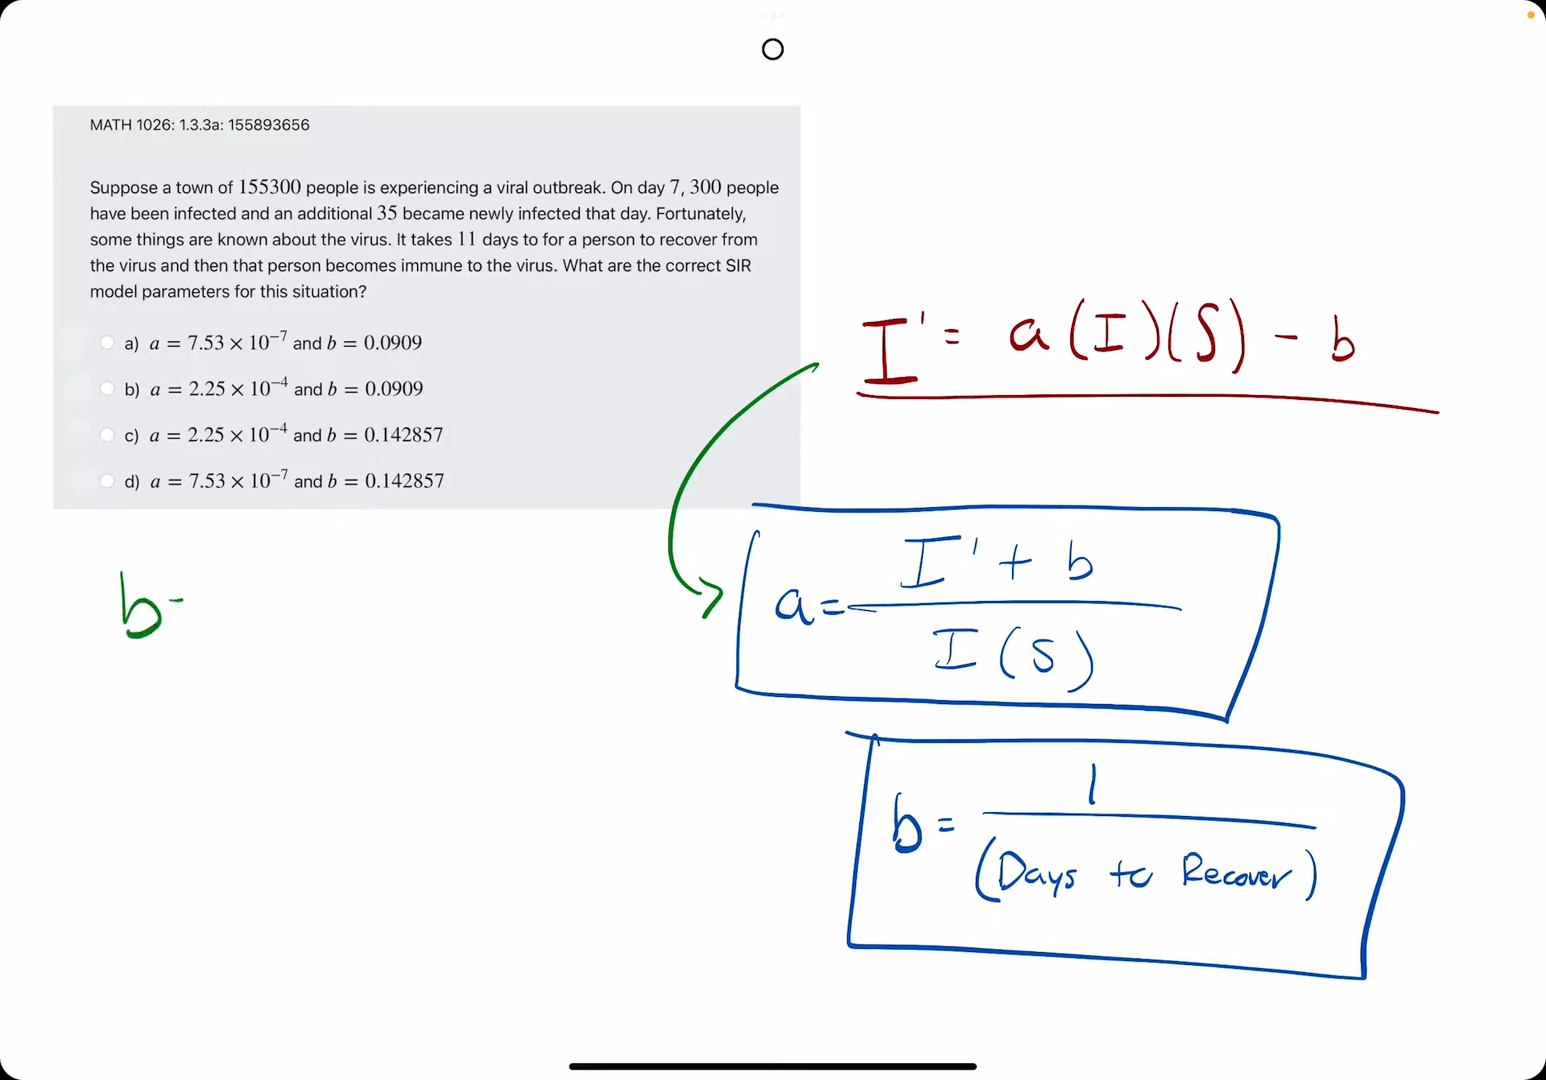 MATH 1026: 1.3.3a: 155893656
Suppose a town of 155300 people is experiencing a viral outbreak. On day 7, 300 people
have been infected and an additional 35 became newly infected that day. Fortunately,
some things are known about the virus. It takes 11 days to for a person to recover from
the virus and then that person becomes immune to the virus. What are the correct SIR
model parameters for this situation?
a) a = 7.53 × 10⁻⁷ and b = 0.0909
b) a = 2.25 × 10⁻⁴ and b = 0.0909
c) a = 2.25 × 10⁻⁴ and b = 0.142857
d) a = 7.53 × 10⁻⁷ and b = 0.142857
I' = a(I)(S) - b
a = 
I' + b
I(S)
b-
b = 
1
(Days to Recover)